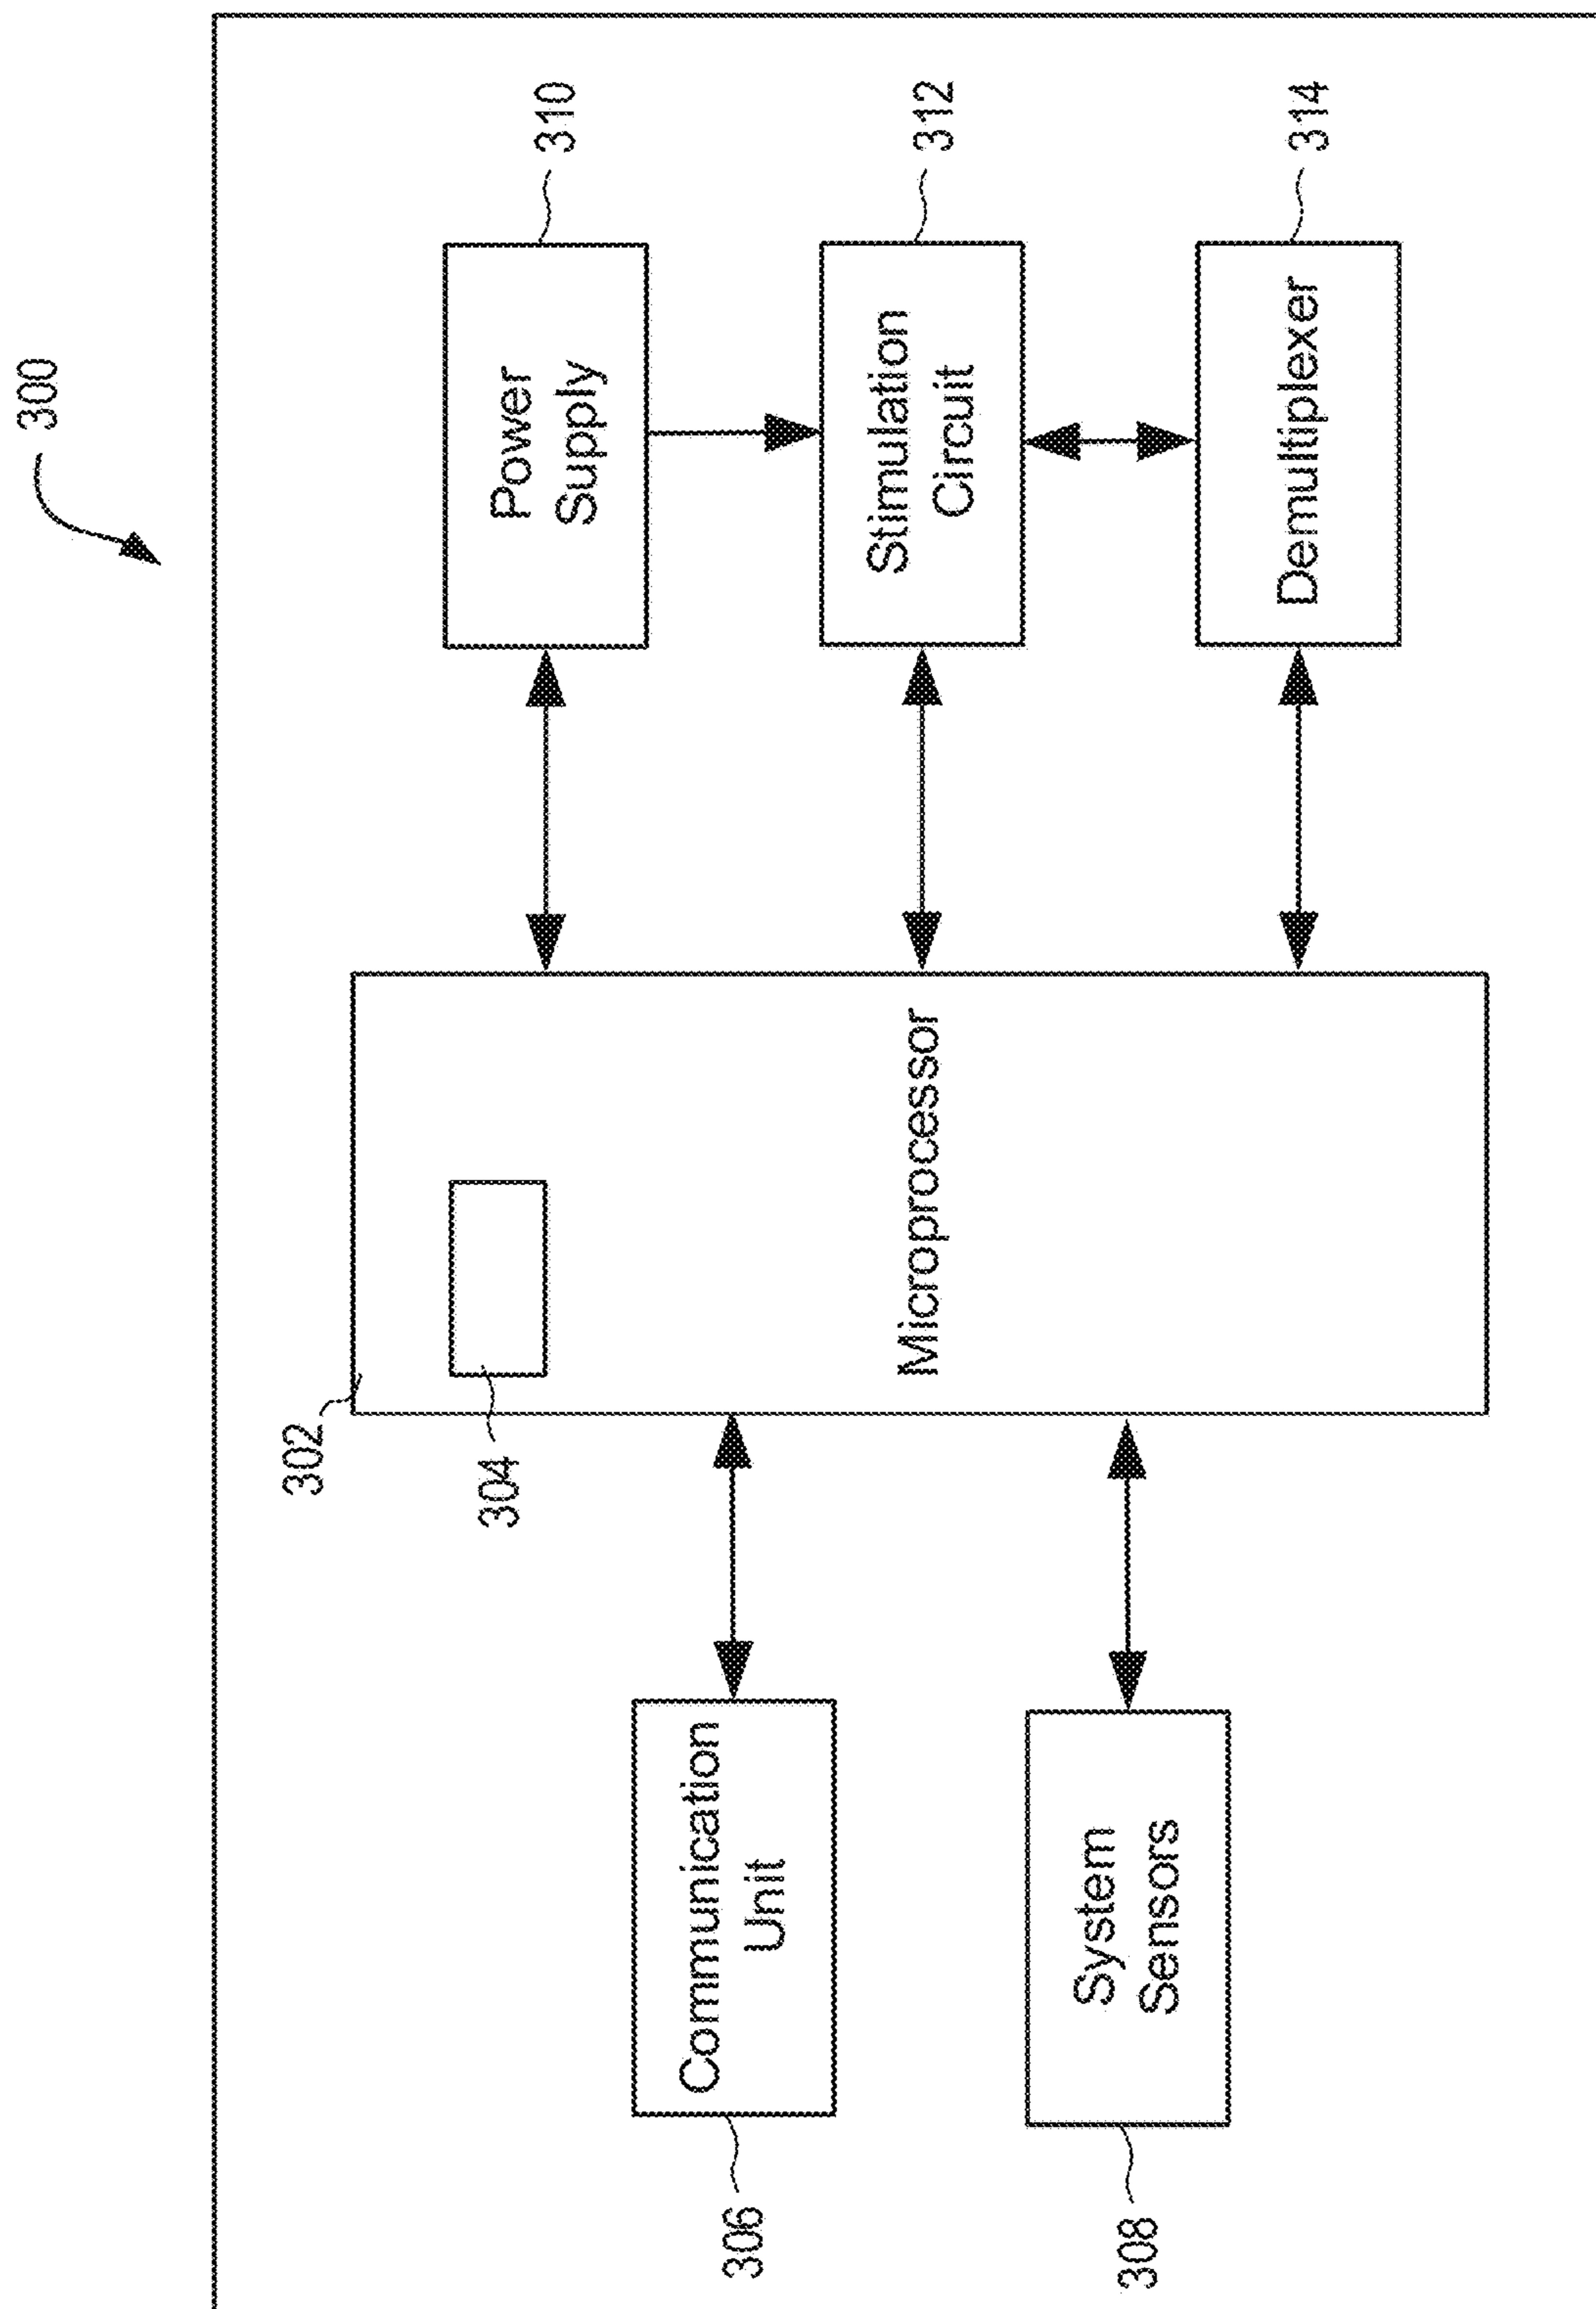 300
302
304
Microprocessor
306
Communication
Unit
308
System
Sensors
Power
Supply
310
Stimulation
Circuit
312
Demultiplexer
314